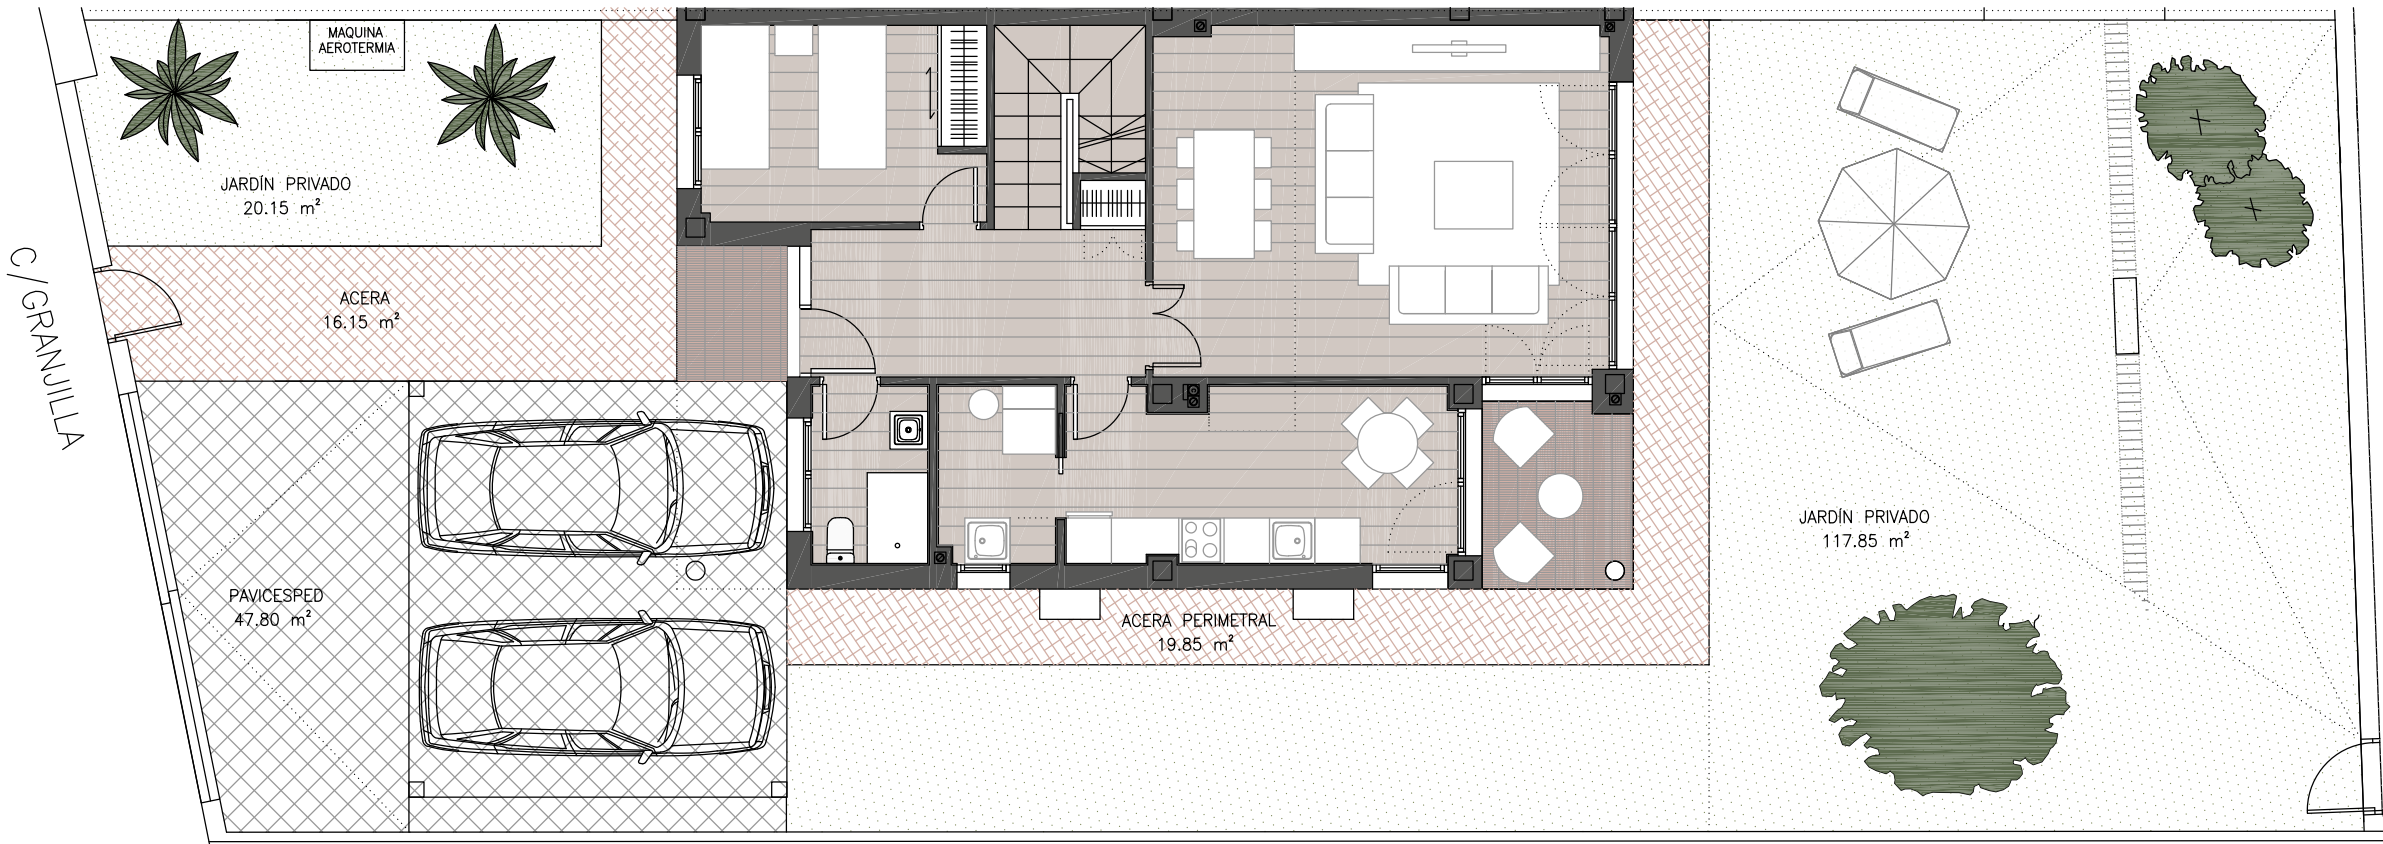 MAQUINA
AEROTERMIA
JARDÍN PRIVADO
20.15 m²
C/GRANJILLA
ACERA
16.15 m²
PAVICESPED
47.80 m²
ACERA PERIMETRAL
19.85 m²
JARDÍN PRIVADO
117.85 m²